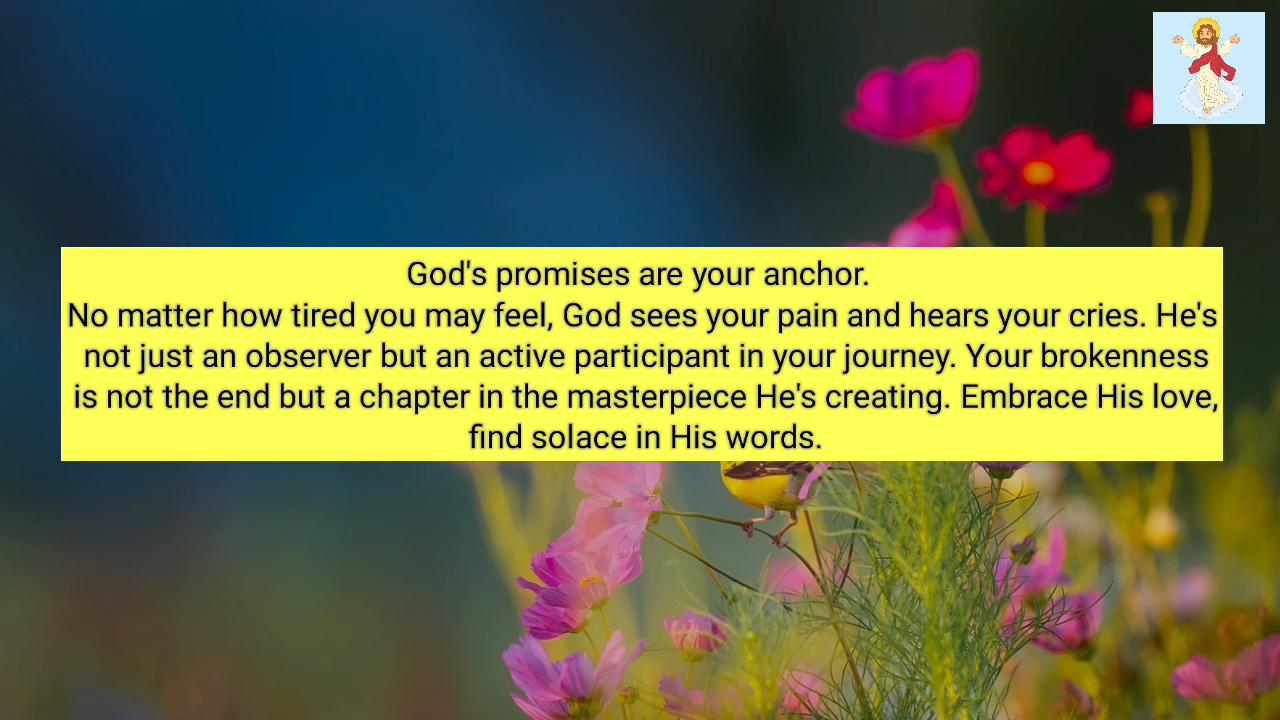 God's promises are your anchor.
No matter how tired you may feel, God sees your pain and hears your cries. He's
not just an observer but an active participant in your journey. Your brokenness
is not the end but a chapter in the masterpiece He's creating. Embrace His love,
find solace in His words.